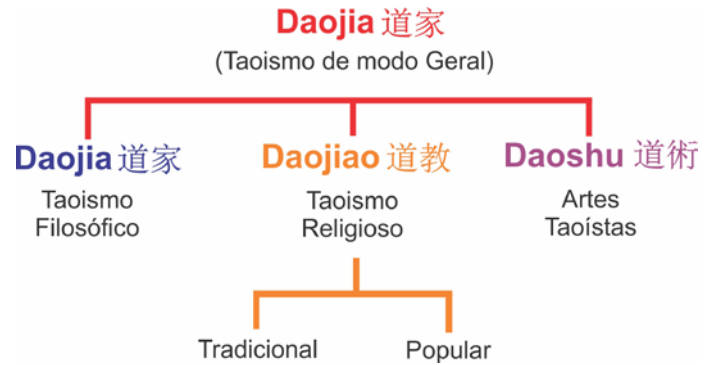 Daojia 道家
(Taoismo de modo Geral)
Daojia 道家
Taoismo
Filosófico
Daojiao 道教
Taoismo
Religioso
Daoshu 道術
Artes
Taoístas
Tradicional
Popular